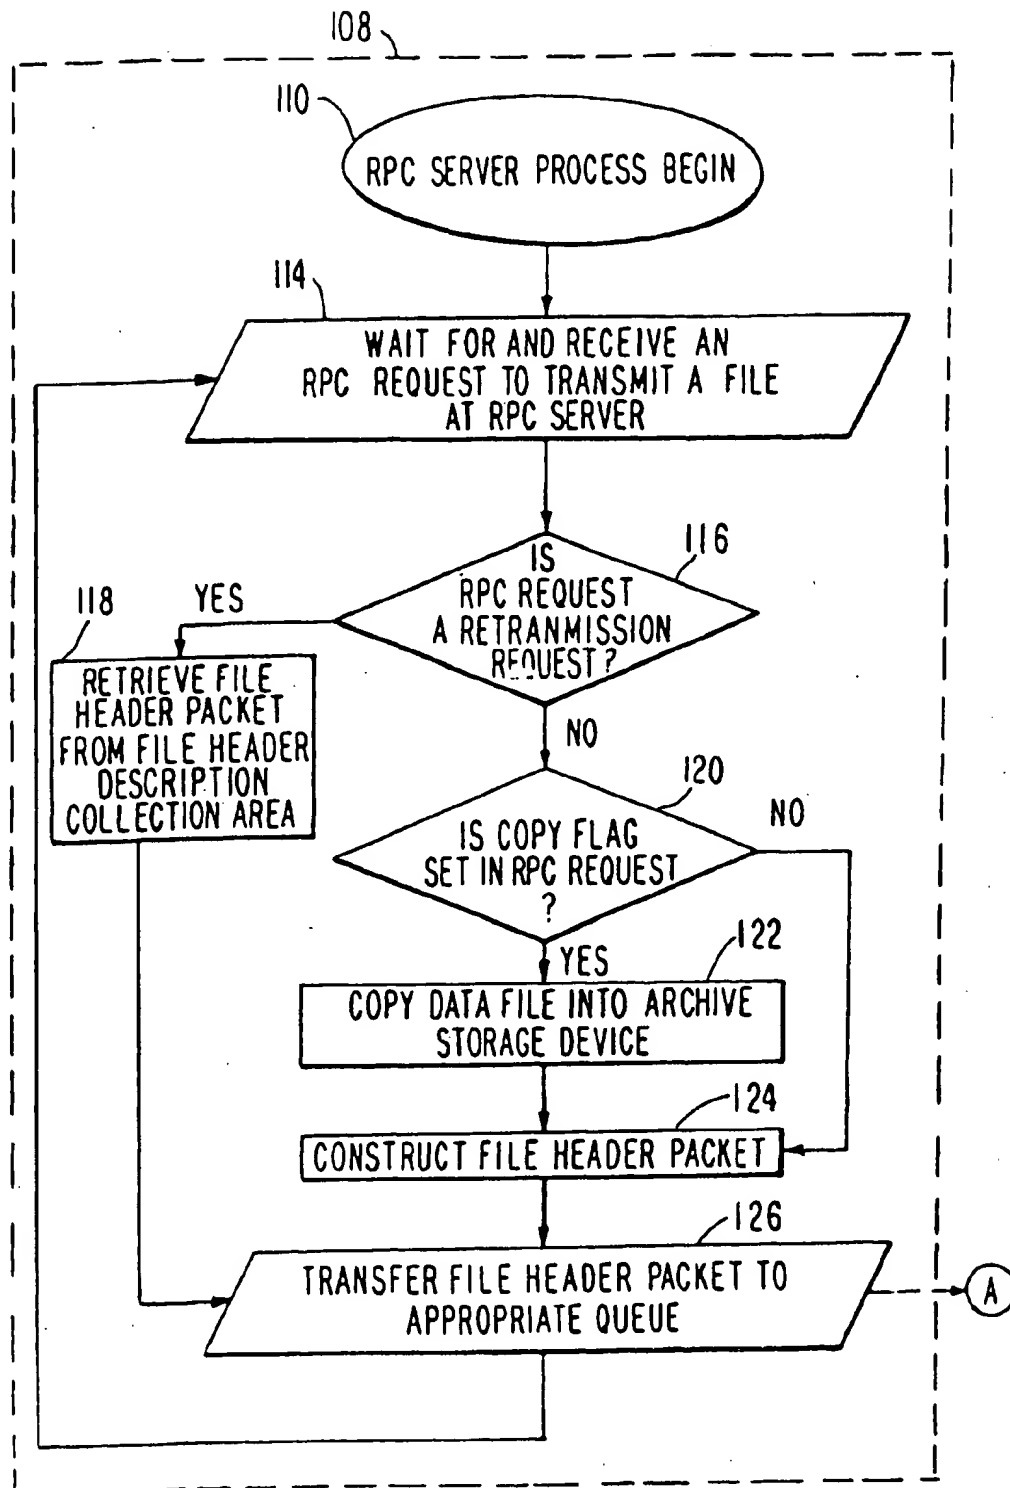 108
110
RPC SERVER PROCESS BEGIN
114
WAIT FOR AND RECEIVE AN
RPC REQUEST TO TRANSMIT A FILE
AT RPC SERVER
116
IS
RPC REQUEST
A RETRANMISSION
REQUEST?
YES
118
RETRIEVE FILE
HEADER PACKET
FROM FILE HEADER
DESCRIPTION
COLLECTION AREA
NO
120
IS COPY FLAG
SET IN RPC REQUEST
?
NO
YES
122
COPY DATA FILE INTO ARCHIVE
STORAGE DEVICE
124
CONSTRUCT FILE HEADER PACKET
126
TRANSFER FILE HEADER PACKET TO
APPROPRIATE QUEUE
A